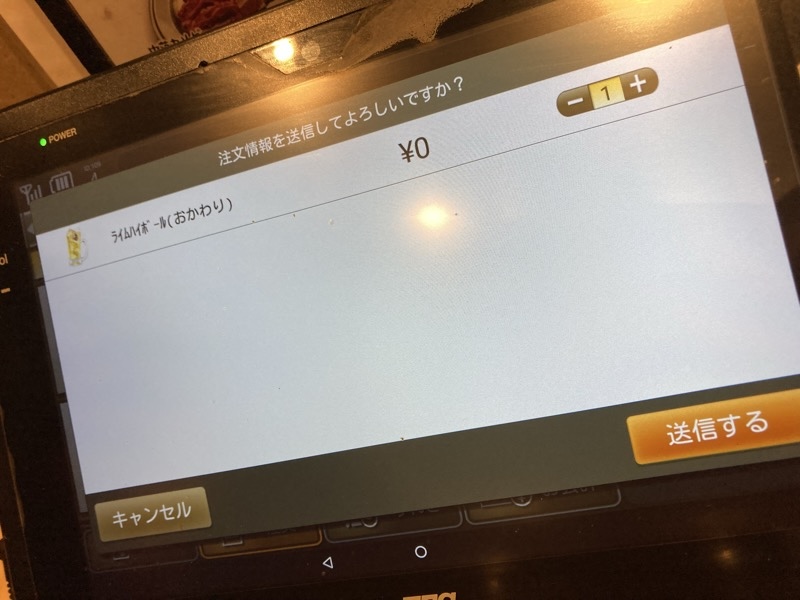 POWER
注文情報を送信してよろしいですか？
ﾗｲﾑﾊｲﾎﾞｰﾙ(おかわり)
¥0
− 1 +
キャンセル
送信する